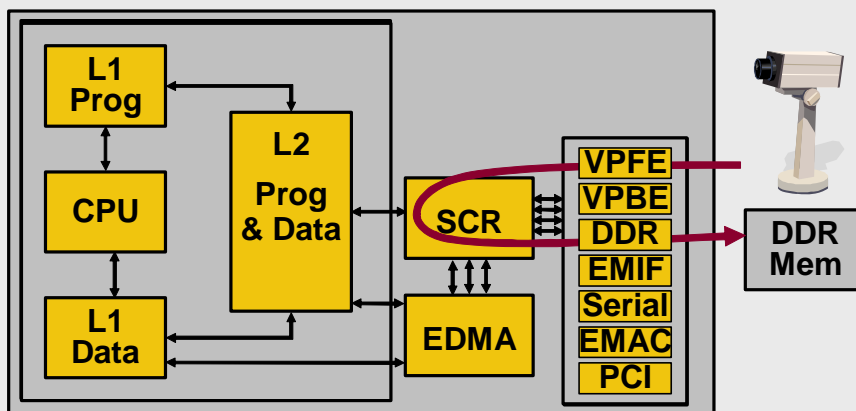 L1
Prog
CPU
L1
Data
L2
Prog
& Data
SCR
EDMA
VPFE
VPBE
DDR
EMIF
Serial
EMAC
PCI
DDR
Mem